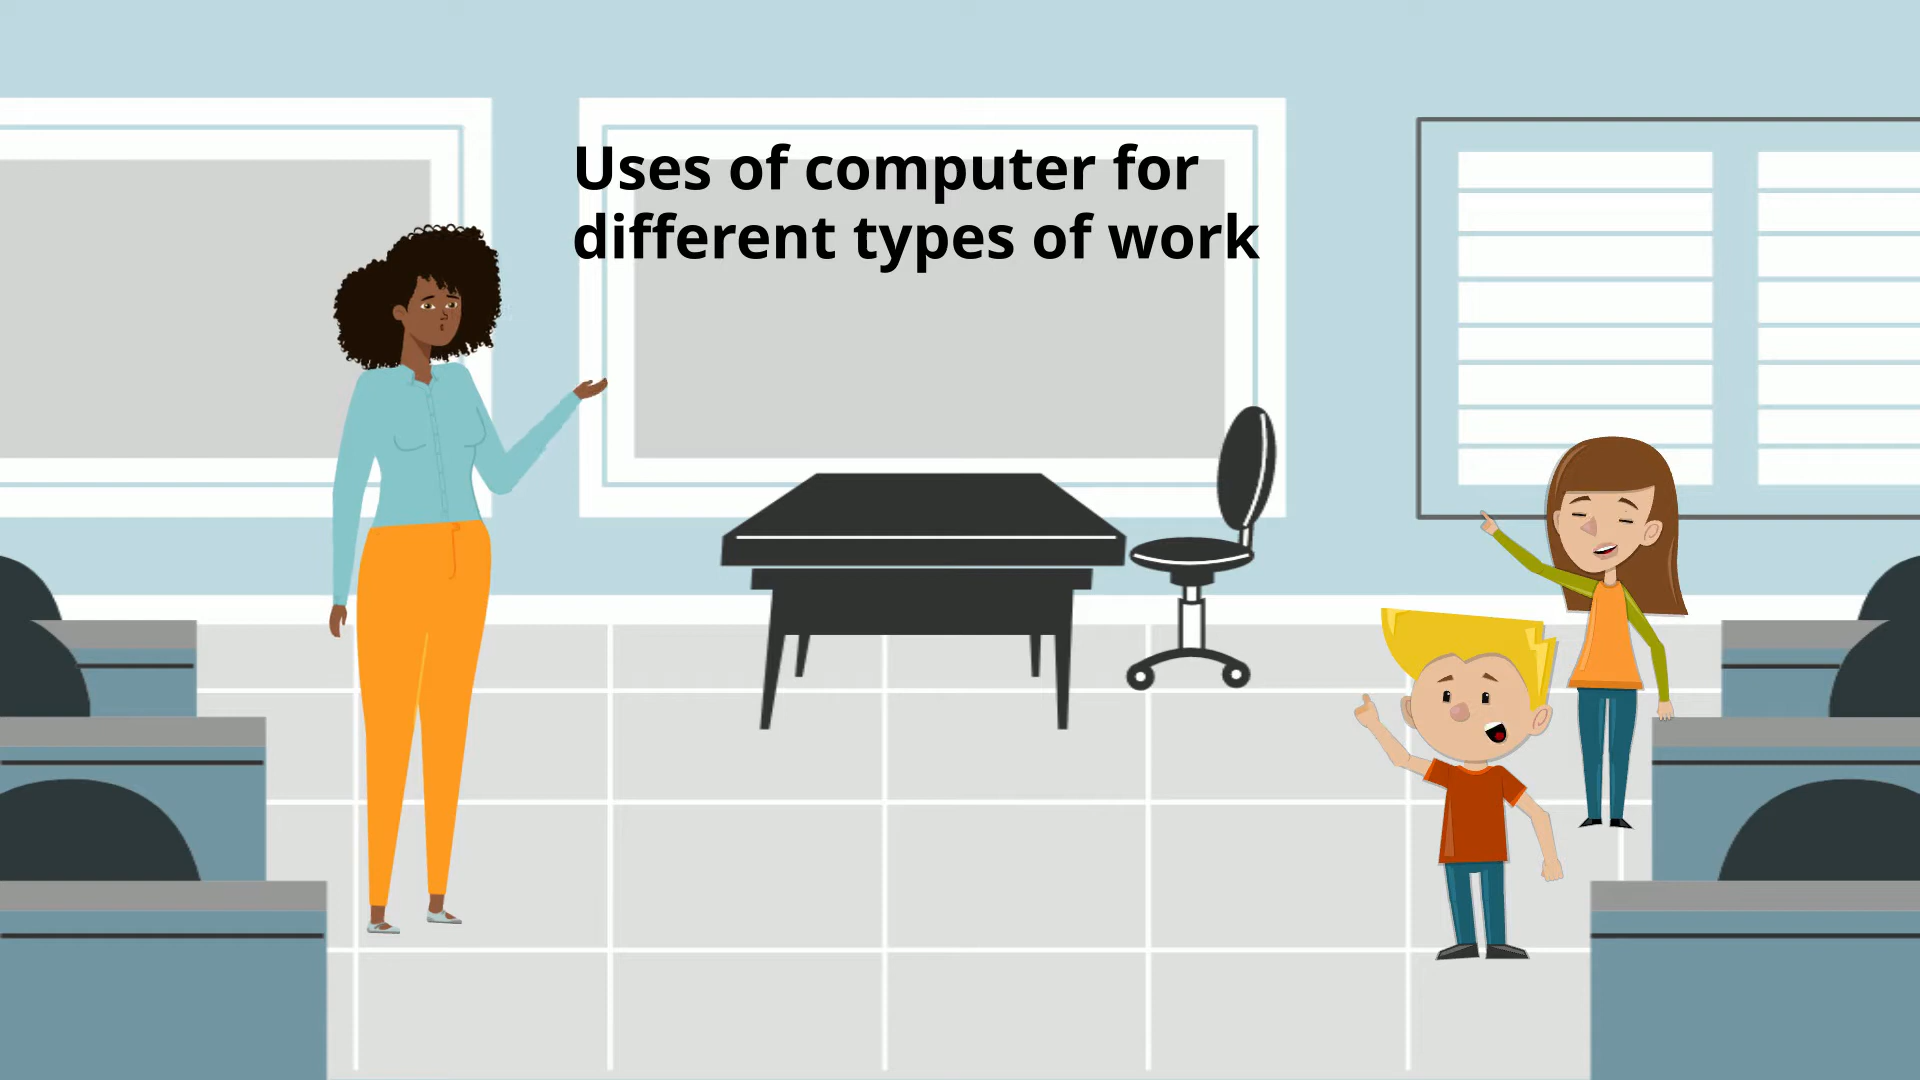 Uses of computer for
different types of work